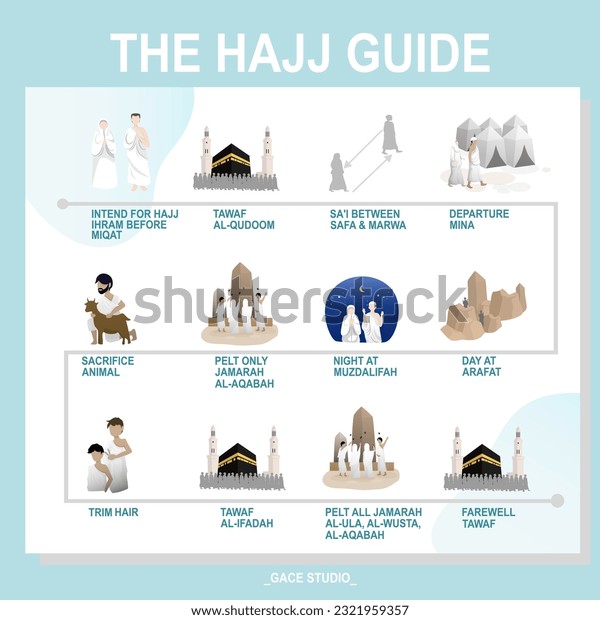 THE HAJJ GUIDE
INTEND FOR HAJJ
IHRAM BEFORE
MIQAT
TAWAF
AL-QUDOOM
SA'I BETWEEN
SAFA & MARWA
DEPARTURE
MINA
SACRIFICE
ANIMAL
PELT ONLY
JAMARAH
AL-AQABAH
NIGHT AT
MUZDALIFAH
DAY AT
ARAFAT
TRIM HAIR
TAWAF
AL-IFADAH
PELT ALL JAMARAH
AL-ULA, AL-WUSTA,
AL-AQABAH
FAREWELL
TAWAF
_GACE STUDIO_
shutterstock
shutterstock.com · 2321959357